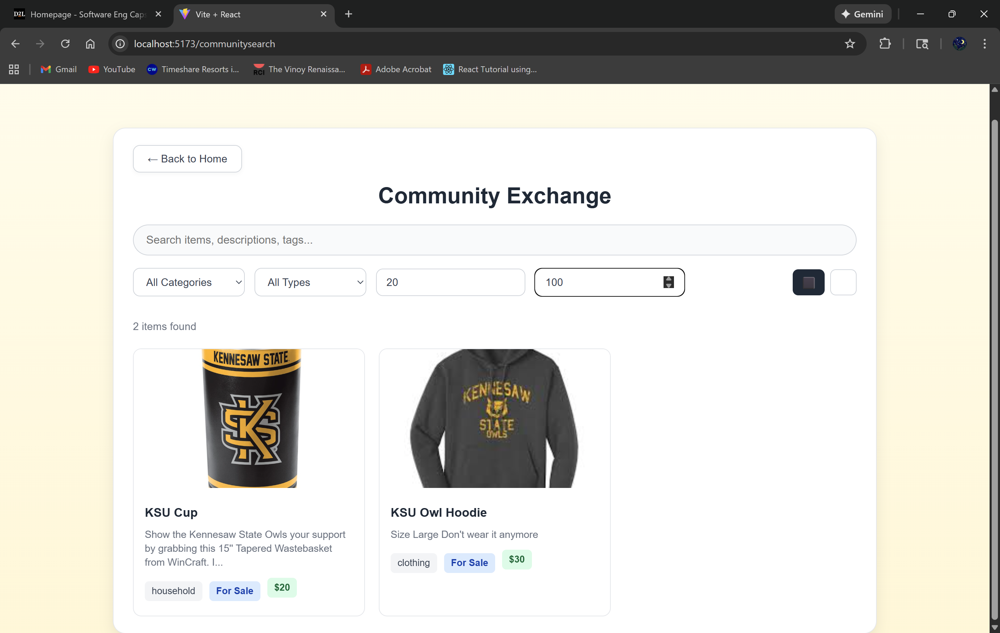 D2L Homepage - Software Eng Caps
Vite + React
Gemini
localhost:5173/communitysearch
Gmail
YouTube
CW Timeshare Resorts i...
RCI The Vinoy Renaissa...
Adobe Acrobat
React Tutorial using...
← Back to Home
Community Exchange
Search items, descriptions, tags...
All Categories
All Types
20
100
2 items found
KENNESAW STATE
KS
KENNESAW
STATE
OWLS
KSU Cup
Show the Kennesaw State Owls your support
by grabbing this 15" Tapered Wastebasket
from WinCraft. I...
household
For Sale
$20
KSU Owl Hoodie
Size Large Don't wear it anymore
clothing
For Sale
$30